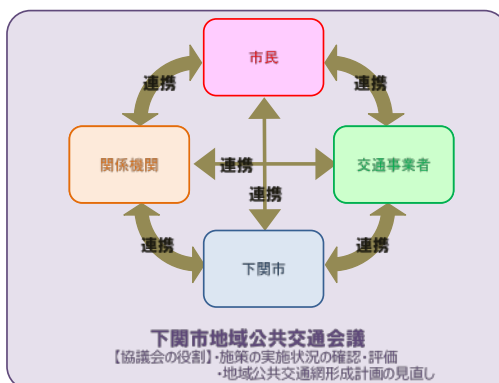 市民
連携
連携
関係機関
連携
交通事業者
連携
連携
連携
下関市
下関市地域公共交通会議
【協議会の役割】・施策の実施状況の確認・評価
・地域公共交通網形成計画の見直し